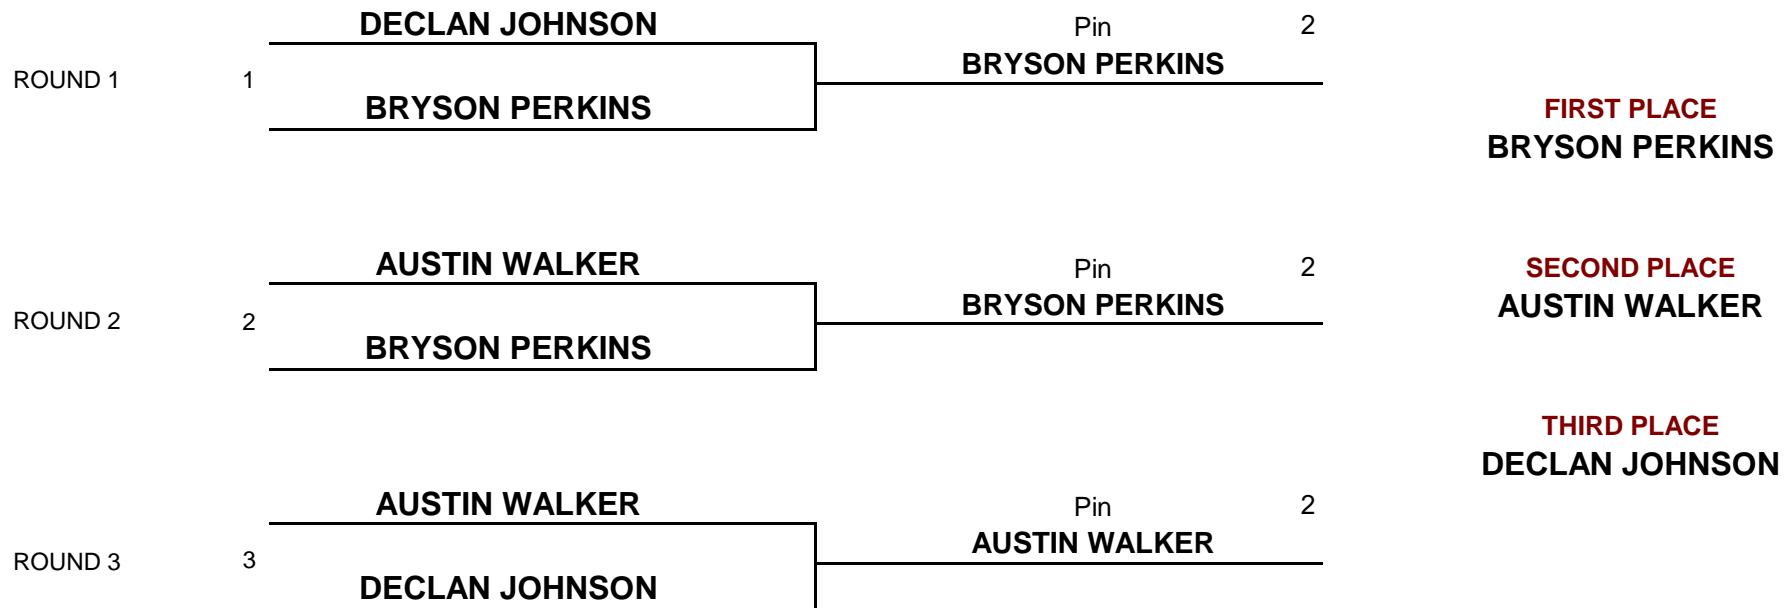 DECLAN JOHNSON
Pin 2
ROUND 1 1
BRYSON PERKINS
BRYSON PERKINS
FIRST PLACE
BRYSON PERKINS
AUSTIN WALKER
Pin 2
ROUND 2 2
BRYSON PERKINS
BRYSON PERKINS
SECOND PLACE
AUSTIN WALKER
THIRD PLACE
DECLAN JOHNSON
AUSTIN WALKER
Pin 2
ROUND 3 3
AUSTIN WALKER
DECLAN JOHNSON